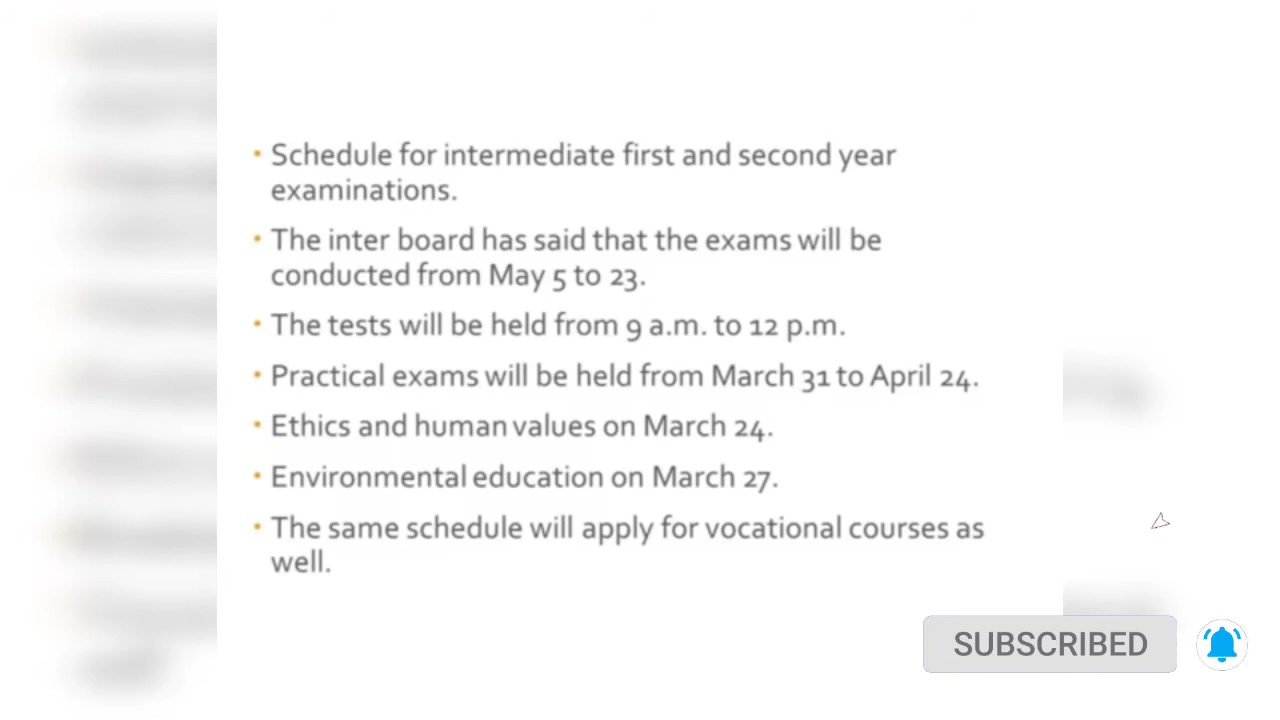 • Schedule for intermediate first and second year
examinations.
• The inter board has said that the exams will be
conducted from May 5 to 23.
• The tests will be held from 9 a.m. to 12 p.m.
• Practical exams will be held from March 31 to April 24.
• Ethics and human values on March 24.
• Environmental education on March 27.
• The same schedule will apply for vocational courses as
well.
SUBSCRIBED